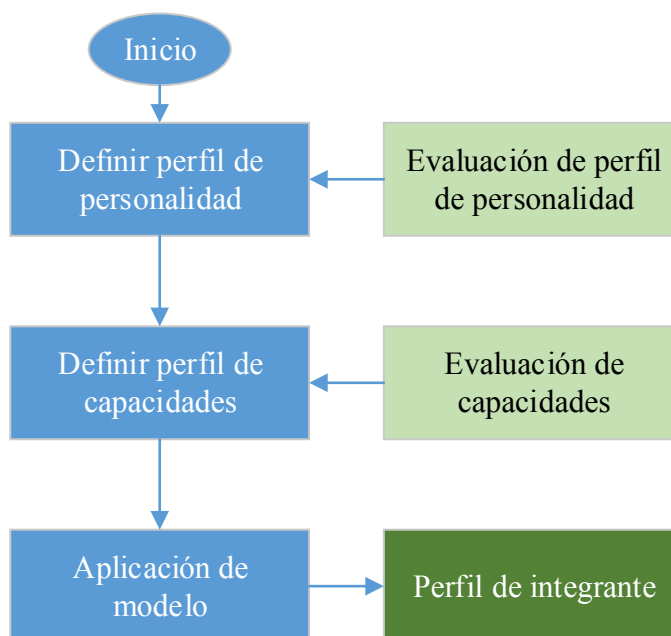 Inicio
Definir perfil de
personalidad
Evaluación de perfil
de personalidad
Definir perfil de
capacidades
Evaluación de
capacidades
Aplicación de
modelo
Perfil de integrante